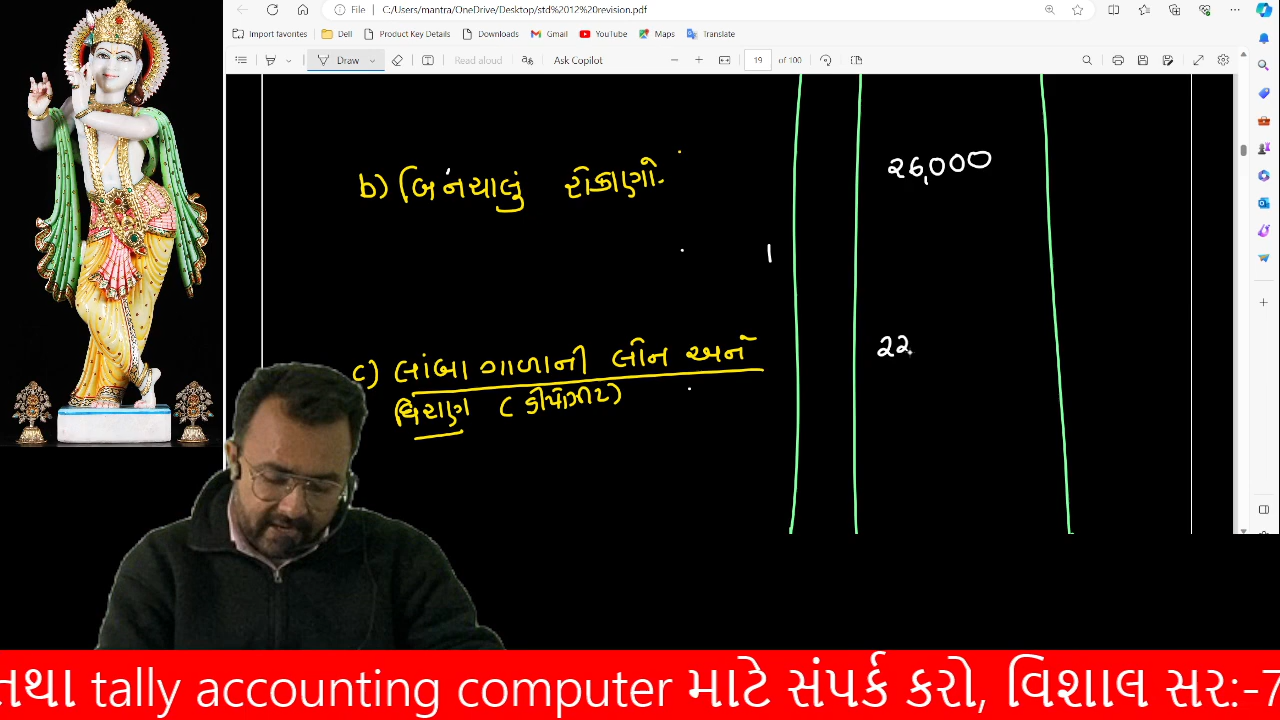 File C:/Users/mantra/OneDrive/Desktop/std%2012%20revision.pdf
Import favorites Dell Product Key Details Downloads Gmail YouTube Maps Translate
Draw Read aloud Ask Copilot 19 of 100
b) બિનચાલું રોકાણો. ૨૬,૦૦૦
c) લાંબા ગાળાની લોન અને ૨૨
ધિરાણ ( ડીપોઝીટ )
તથા tally accounting computer માટે સંપર્ક કરો, વિશાલ સર:-7